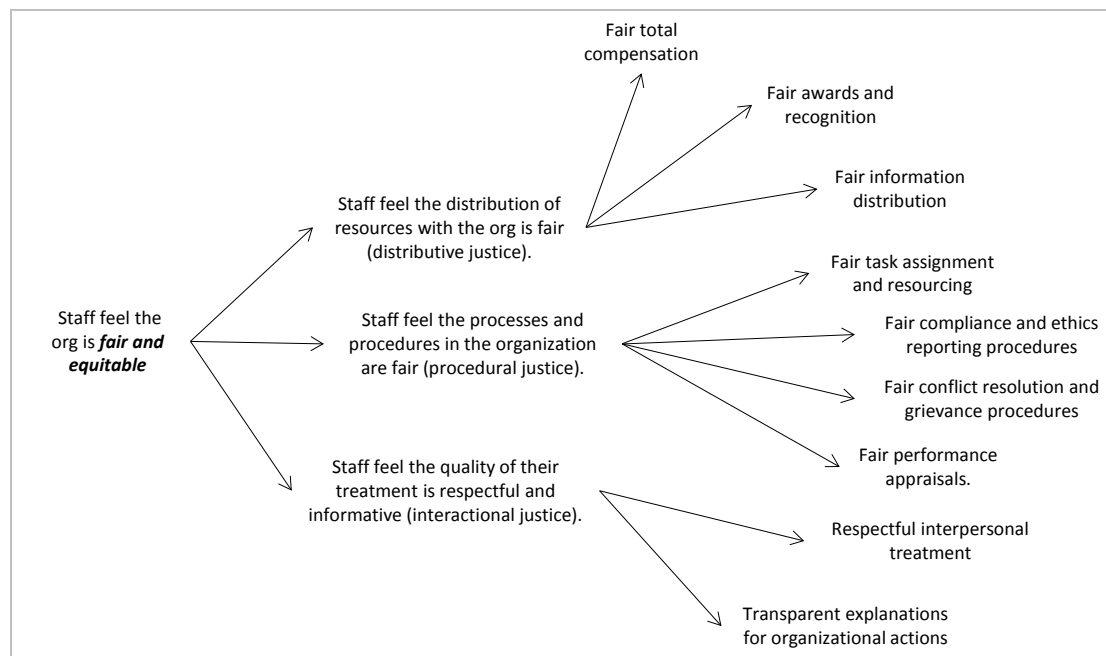 Fair total
compensation
Fair awards and
recognition
Fair information
distribution
Staff feel the distribution of
resources with the org is fair
(distributive justice).
Fair task assignment
and resourcing
Staff feel the
org is fair and
equitable
Staff feel the processes and
procedures in the organization
are fair (procedural justice).
Fair compliance and ethics
reporting procedures
Fair conflict resolution and
grievance procedures
Fair performance
appraisals.
Staff feel the quality of their
treatment is respectful and
informative (interactional justice).
Respectful interpersonal
treatment
Transparent explanations
for organizational actions